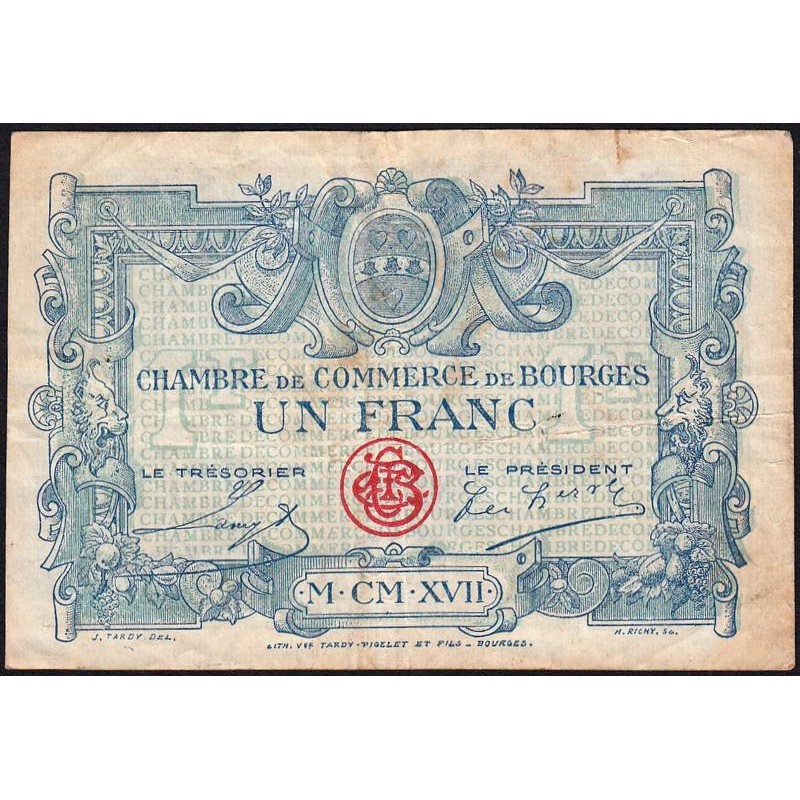 CHAMBRE DE COMMERCE DE BOURGES
UN FRANC
LE TRÉSORIER
LE PRÉSIDENT
M·CM·XVII·
J. TARDY DEL.
LITH. VVE TARDY-PIGELET ET FILS - BOURGES.
H. RICHY, SC.